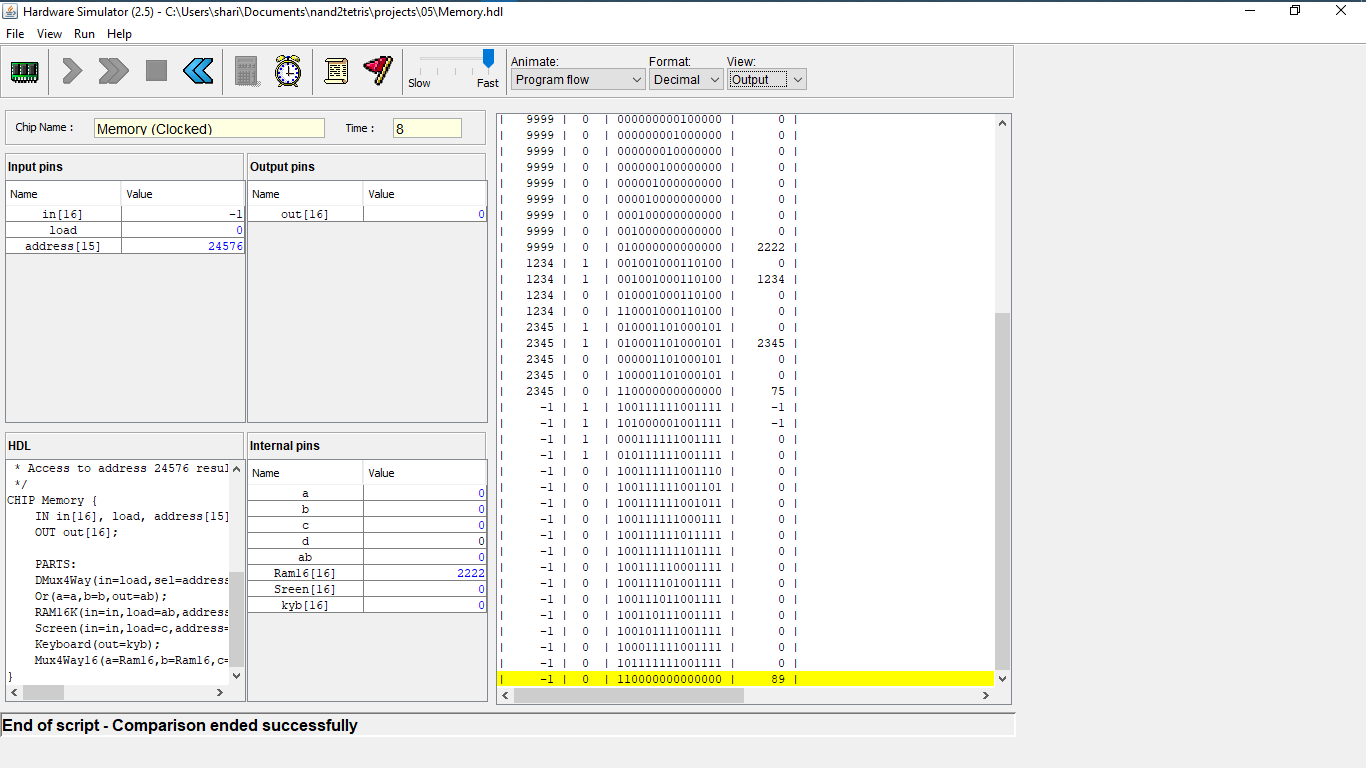 Hardware Simulator (2.5) - C:\Users\shari\Documents\nand2tetris\projects\05\Memory.hdl
File View Run Help
Slow Fast
Animate: Format: View:
Program flow Decimal Output
Chip Name : Memory (Clocked) Time : 8
Input pins
Name Value
in[16] -1
load 0
address[15] 24576
Output pins
Name Value
out[16] 0
HDL
* Access to address 24576 resul
*/
CHIP Memory {
IN in[16], load, address[15]
OUT out[16];
PARTS:
DMux4Way(in=load,sel=address
Or(a=a,b=b,out=ab);
RAM16K(in=in,load=ab,address
Screen(in=in,load=c,address=
Keyboard(out=kyb);
Mux4Way16(a=Ram16,b=Ram16,c=
}
Internal pins
Name Value
a 0
b 0
c 0
d 0
ab 0
Ram16[16] 2222
Sreen[16] 0
kyb[16] 0
| 9999 | 0 | 000000000100000 | 0 |
| 9999 | 0 | 000000001000000 | 0 |
| 9999 | 0 | 000000010000000 | 0 |
| 9999 | 0 | 000000100000000 | 0 |
| 9999 | 0 | 000001000000000 | 0 |
| 9999 | 0 | 000010000000000 | 0 |
| 9999 | 0 | 000100000000000 | 0 |
| 9999 | 0 | 001000000000000 | 0 |
| 9999 | 0 | 010000000000000 | 2222 |
| 1234 | 1 | 001001000110100 | 0 |
| 1234 | 1 | 001001000110100 | 1234 |
| 1234 | 0 | 010001000110100 | 0 |
| 1234 | 0 | 110001000110100 | 0 |
| 2345 | 1 | 010001101000101 | 0 |
| 2345 | 1 | 010001101000101 | 2345 |
| 2345 | 0 | 000001101000101 | 0 |
| 2345 | 0 | 100001101000101 | 0 |
| 2345 | 0 | 110000000000000 | 75 |
| -1 | 1 | 100111111001111 | -1 |
| -1 | 1 | 101000001001111 | -1 |
| -1 | 1 | 000111111001111 | 0 |
| -1 | 1 | 010111111001111 | 0 |
| -1 | 0 | 100111111001110 | 0 |
| -1 | 0 | 100111111001101 | 0 |
| -1 | 0 | 100111111001011 | 0 |
| -1 | 0 | 100111111000111 | 0 |
| -1 | 0 | 100111111011111 | 0 |
| -1 | 0 | 100111111101111 | 0 |
| -1 | 0 | 100111110001111 | 0 |
| -1 | 0 | 100111101001111 | 0 |
| -1 | 0 | 100111011001111 | 0 |
| -1 | 0 | 100110111001111 | 0 |
| -1 | 0 | 100101111001111 | 0 |
| -1 | 0 | 100011111001111 | 0 |
| -1 | 0 | 101111111001111 | 0 |
| -1 | 0 | 110000000000000 | 89 |
End of script - Comparison ended successfully